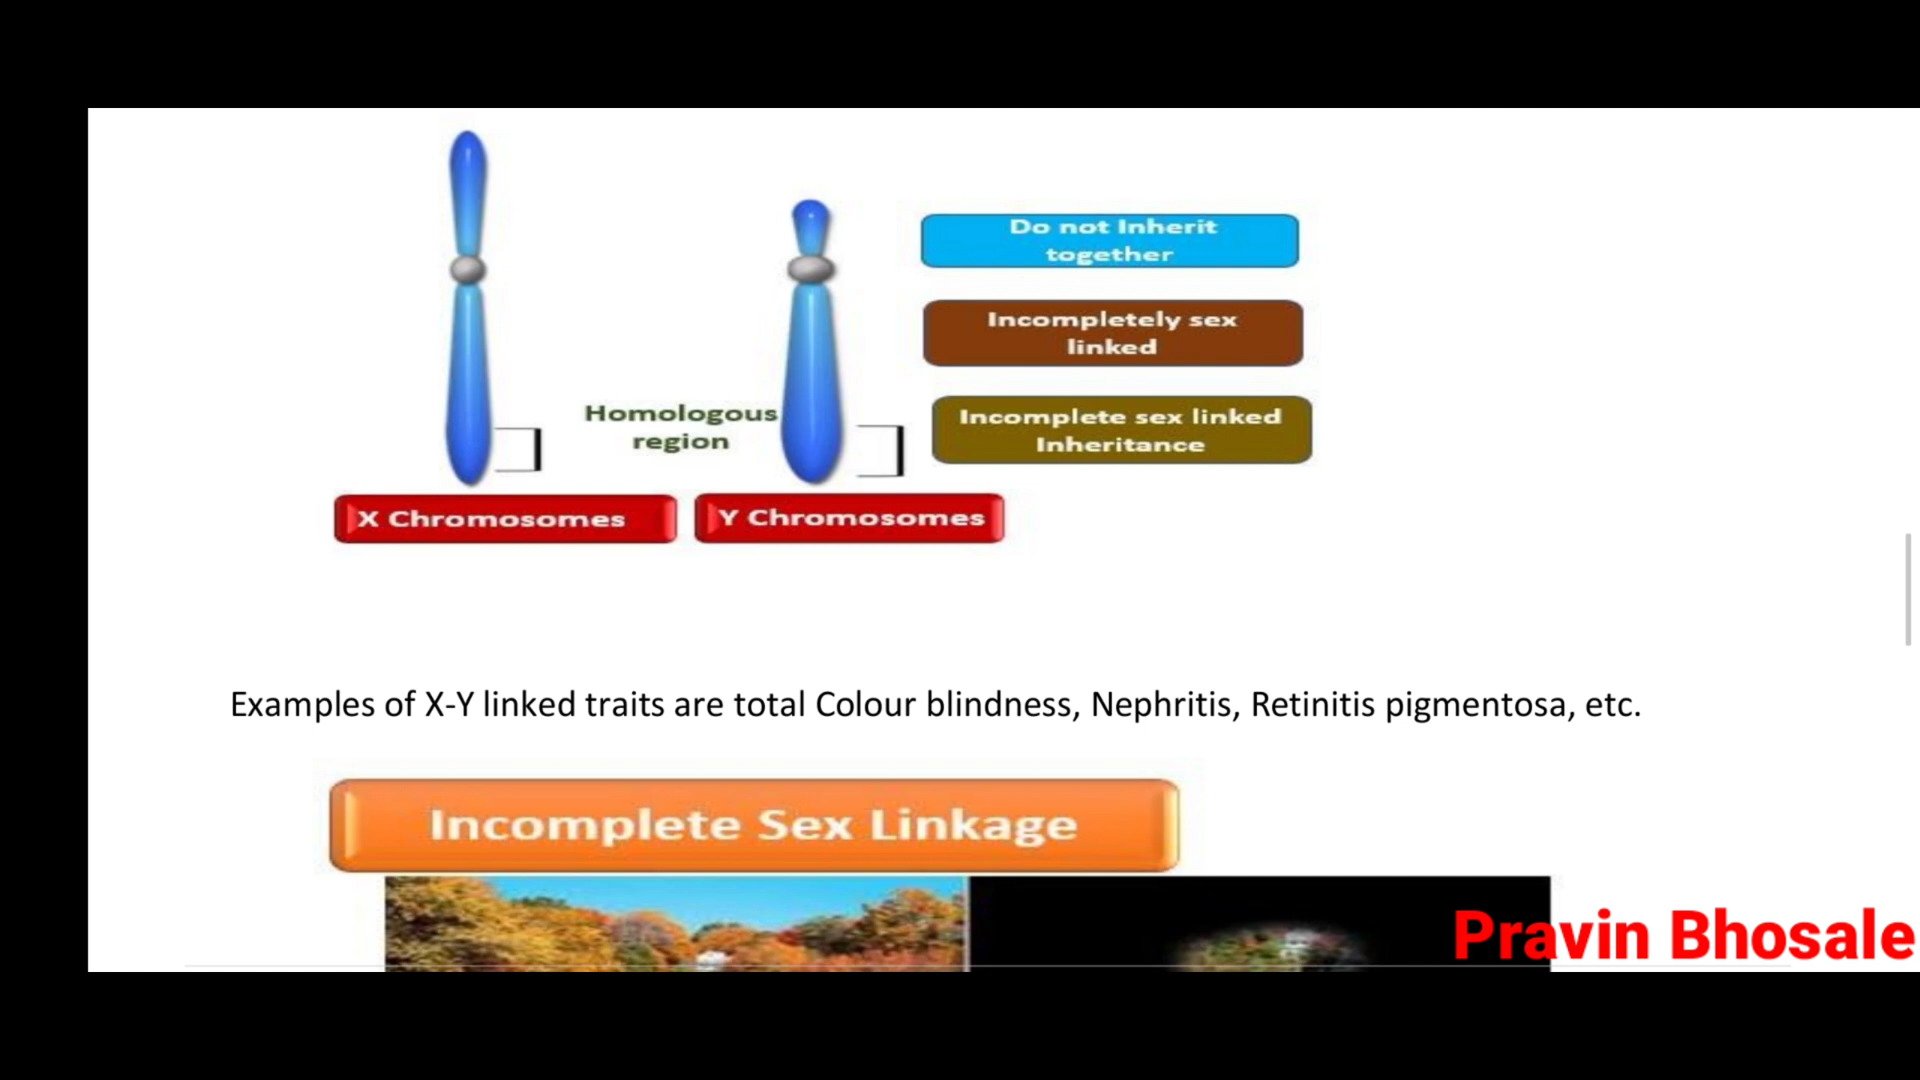 Do not Inherit
together
Incompletely sex
linked
Homologous
region
Incomplete sex linked
Inheritance
X Chromosomes
Y Chromosomes
Examples of X-Y linked traits are total Colour blindness, Nephritis, Retinitis pigmentosa, etc.
Incomplete Sex Linkage
Pravin Bhosale